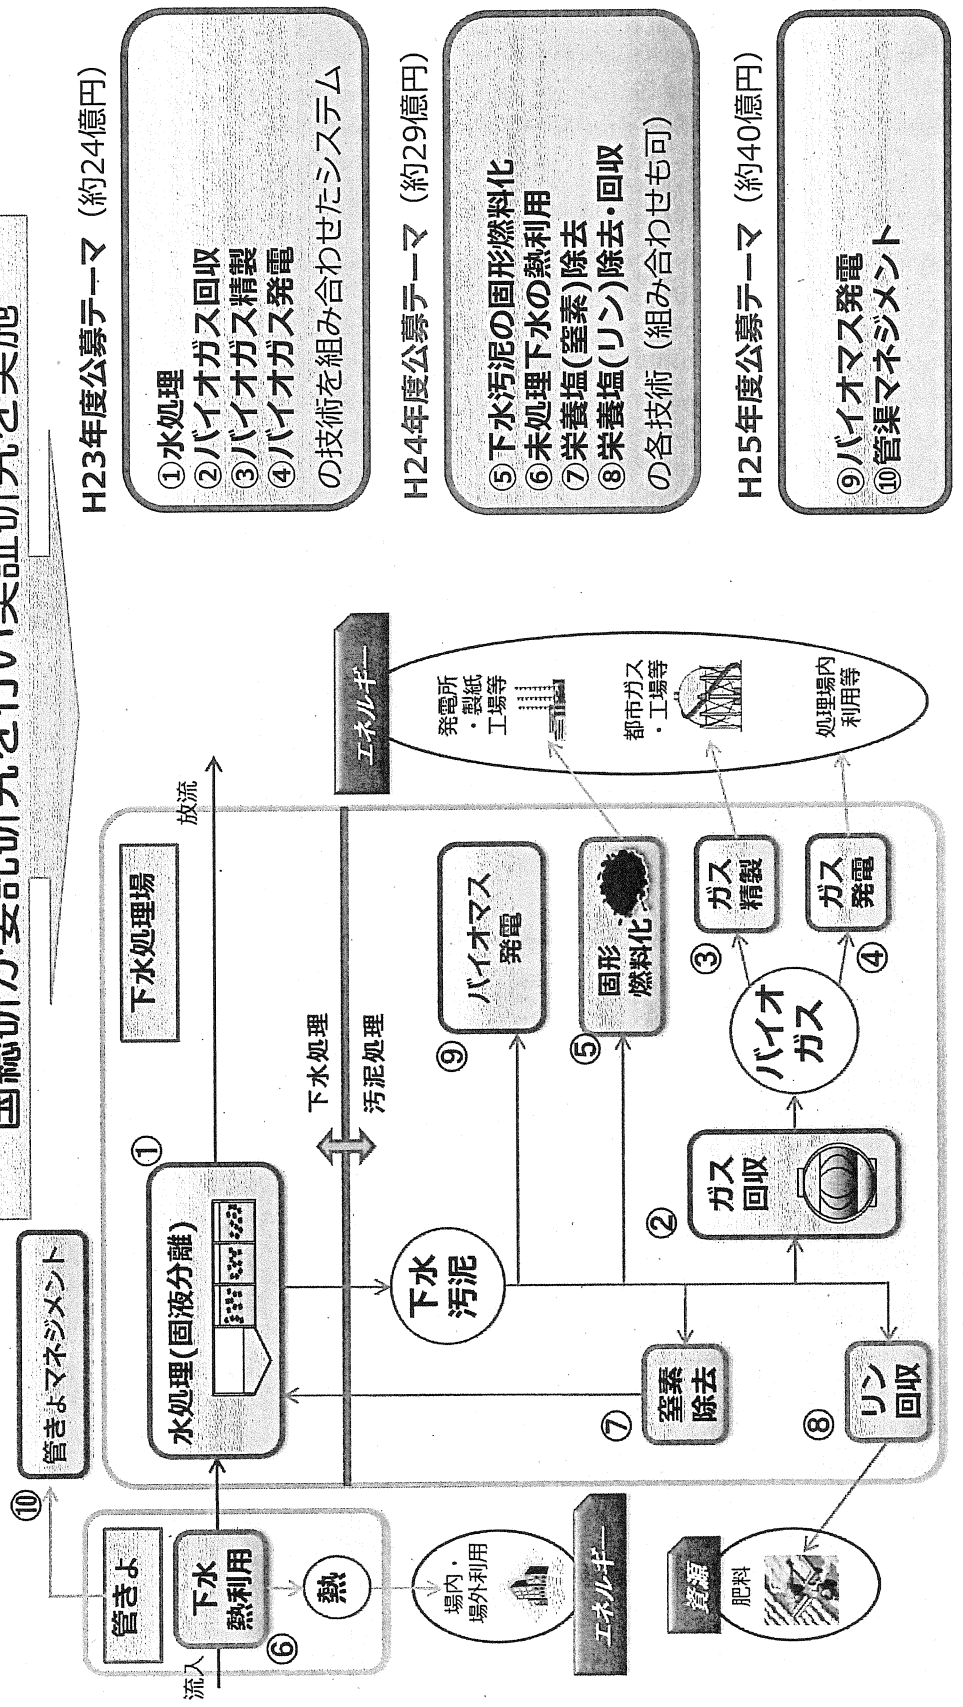 国総研が委託研究を行い実証研究を実施
⑩
管きょマネジメント
管きょ
流入
下水
熱利用
⑥
熱
場内・
場外利用
エネルギー
下水処理場
①
水処理(固液分離)
放流
下水処理
汚泥処理
下水
汚泥
⑨
バイオマス
発電
⑤
固形
燃料化
②
ガス
回収
バイオ
ガス
③
ガス
精製
④
ガス
発電
⑦
窒素
除去
⑧
リン
回収
資源
肥料
エネルギー
発電所
・製紙
工場等
都市ガス
・工場等
処理場内
利用等
H23年度公募テーマ（約24億円）
①水処理
②バイオガス回収
③バイオガス精製
④バイオガス発電
の技術を組み合わせたシステム
H24年度公募テーマ（約29億円）
⑤下水汚泥の固形燃料化
⑥未処理下水の熱利用
⑦栄養塩(窒素)除去
⑧栄養塩(リン)除去・回収
の各技術（組み合わせも可）
H25年度公募テーマ（約40億円）
⑨バイオマス発電
⑩管渠マネジメント